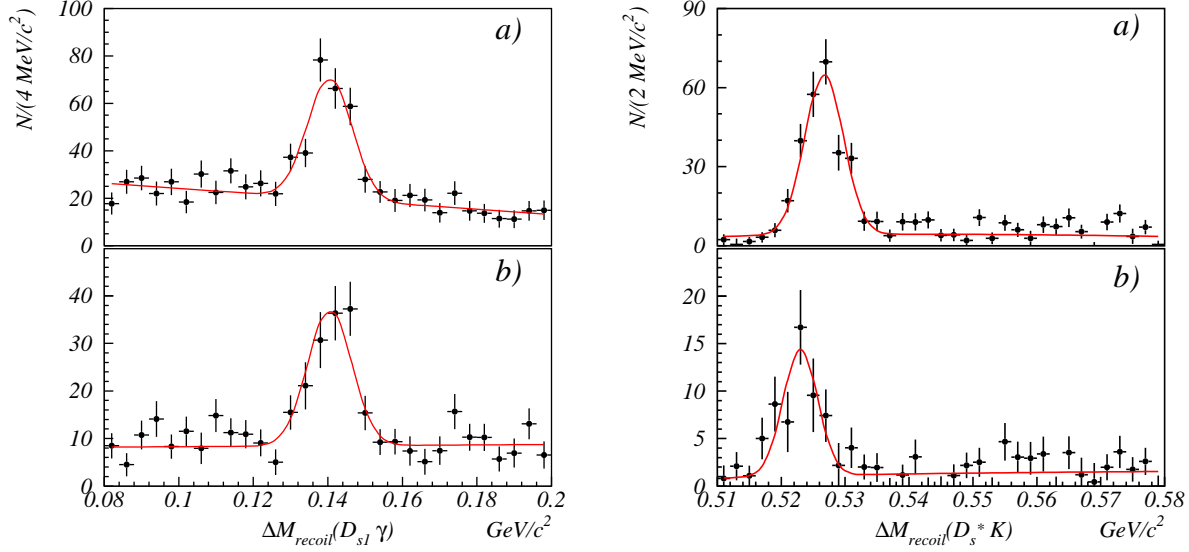 N/(4 MeV/c²)
100
80
60
40
20
0
a)
40
30
20
10
0
b)
0.08 0.1 0.12 0.14 0.16 0.18 0.2
ΔM_recoil(D_s1 γ) GeV/c²
N/(2 MeV/c²)
90
60
30
0
a)
20
15
10
5
0
b)
0.51 0.52 0.53 0.54 0.55 0.56 0.57 0.58
ΔM_recoil(D_s* K) GeV/c²